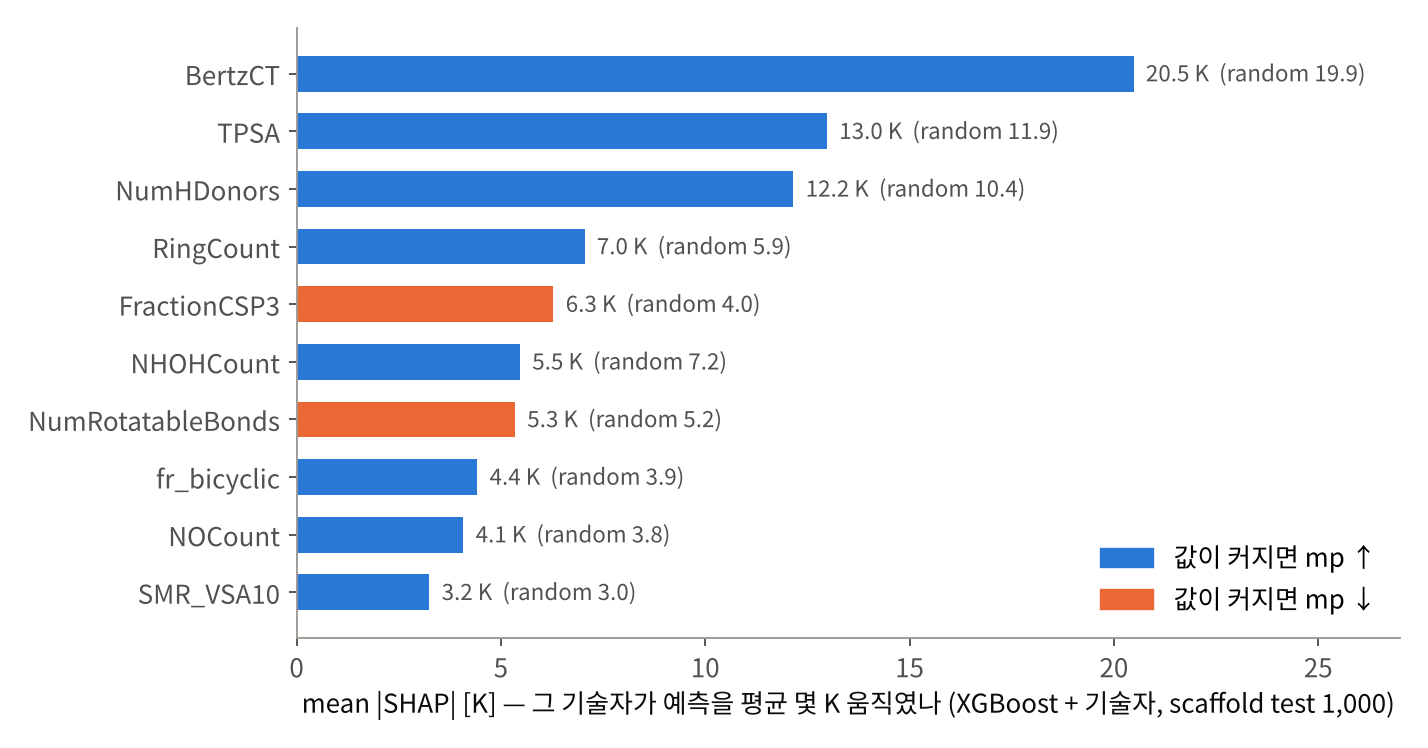 BertzCT 20.5 K (random 19.9)
TPSA 13.0 K (random 11.9)
NumHDonors 12.2 K (random 10.4)
RingCount 7.0 K (random 5.9)
FractionCSP3 6.3 K (random 4.0)
NHOHCount 5.5 K (random 7.2)
NumRotatableBonds 5.3 K (random 5.2)
fr_bicyclic 4.4 K (random 3.9)
NOCount 4.1 K (random 3.8)
SMR_VSA10 3.2 K (random 3.0)
값이 커지면 mp ↑
값이 커지면 mp ↓
0 5 10 15 20 25
mean |SHAP| [K] — 그 기술자가 예측을 평균 몇 K 움직였나 (XGBoost + 기술자, scaffold test 1,000)